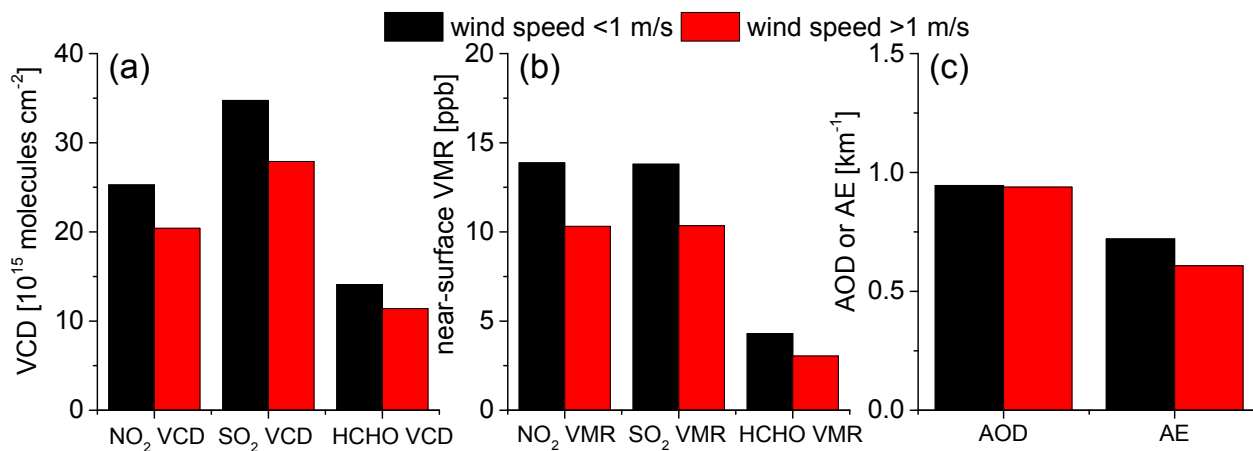 wind speed <1 m/s wind speed >1 m/s
(a)
VCD [10¹⁵ molecules cm⁻²]
40
30
20
10
0
NO₂ VCD SO₂ VCD HCHO VCD
(b)
near-surface VMR [ppb]
20
15
10
5
0
NO₂ VMR SO₂ VMR HCHO VMR
(c)
AOD or AE [km⁻¹]
1.5
1.0
0.5
0.0
AOD AE